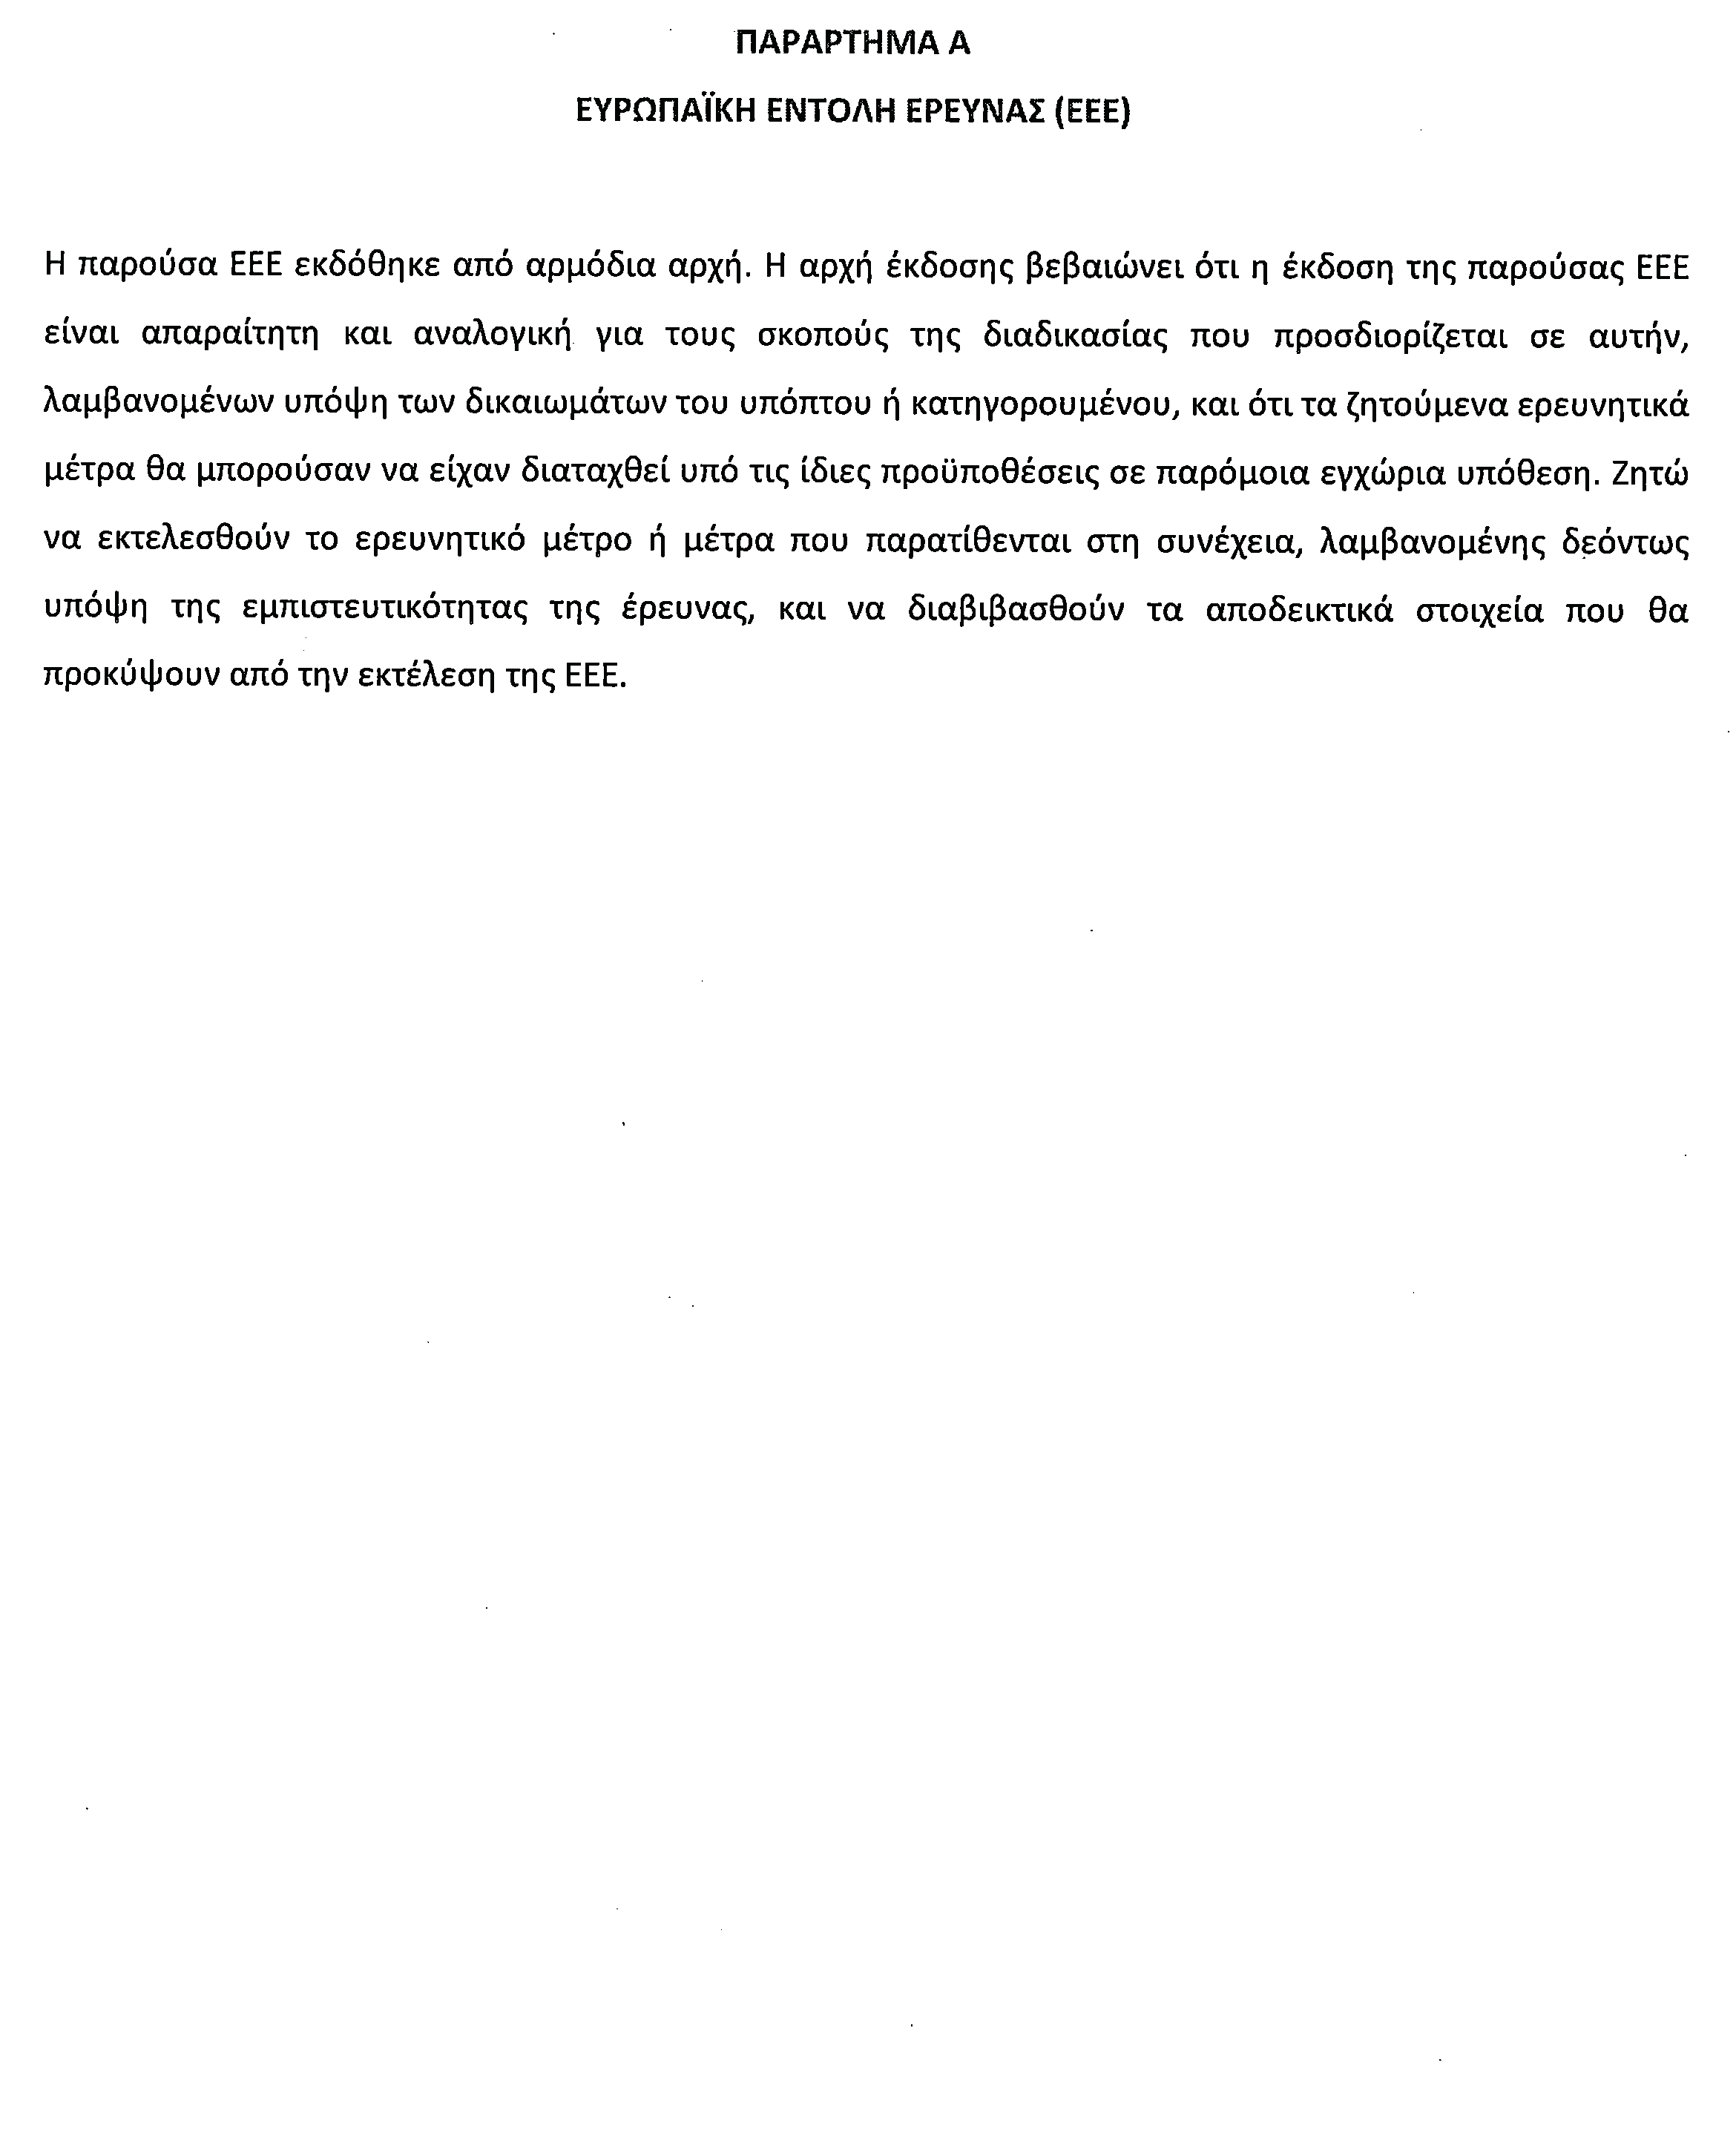 ΠΑΡΑΡΤΗΜΑ Α
ΕΥΡΩΠΑΪΚΗ ΕΝΤΟΛΗ ΕΡΕΥΝΑΣ (ΕΕΕ)
Η παρούσα ΕΕΕ εκδόθηκε από αρμόδια αρχή. Η αρχή έκδοσης βεβαιώνει ότι η έκδοση της παρούσας ΕΕΕ
είναι απαραίτητη και αναλογική για τους σκοπούς της διαδικασίας που προσδιορίζεται σε αυτήν,
λαμβανομένων υπόψη των δικαιωμάτων του υπόπτου ή κατηγορουμένου, και ότι τα ζητούμενα ερευνητικά
μέτρα θα μπορούσαν να είχαν διαταχθεί υπό τις ίδιες προϋποθέσεις σε παρόμοια εγχώρια υπόθεση. Ζητώ
να εκτελεσθούν το ερευνητικό μέτρο ή μέτρα που παρατίθενται στη συνέχεια, λαμβανομένης δεόντως
υπόψη της εμπιστευτικότητας της έρευνας, και να διαβιβασθούν τα αποδεικτικά στοιχεία που θα
προκύψουν από την εκτέλεση της ΕΕΕ.